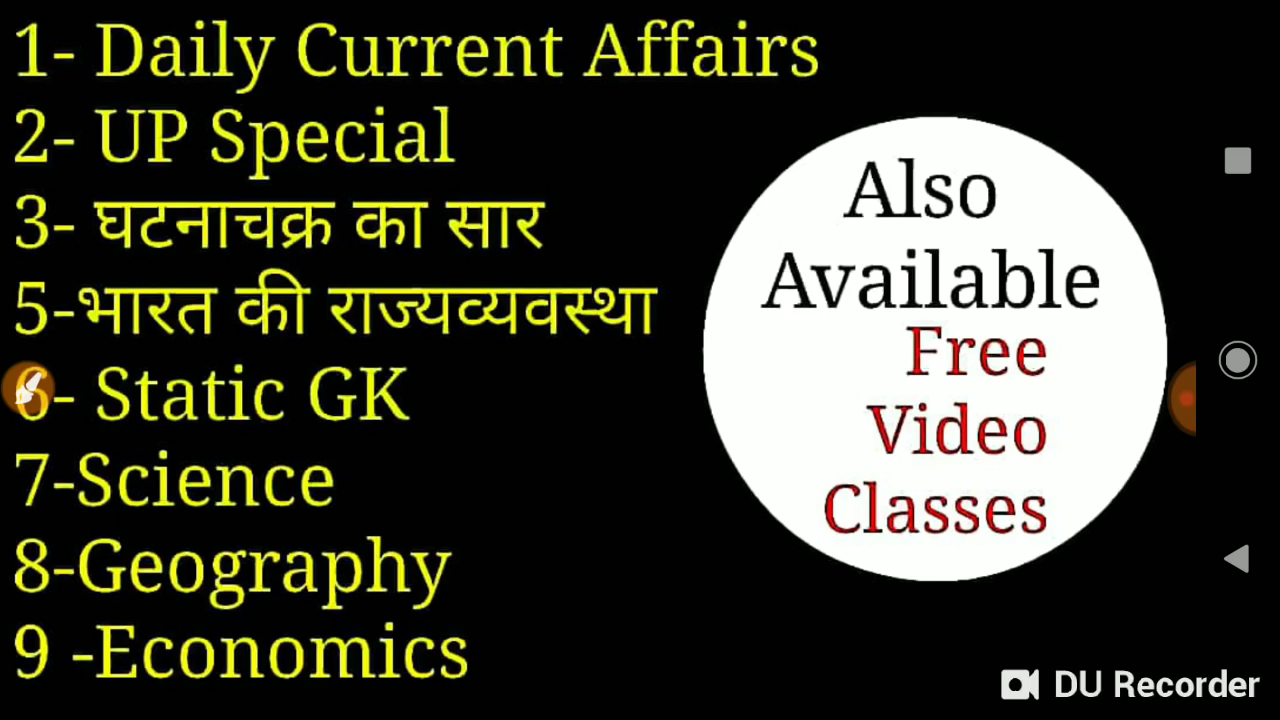 1- Daily Current Affairs
2- UP Special
3- घटनाचक्र का सार
5-भारत की राज्यव्यवस्था
6- Static GK
7-Science
8-Geography
9 -Economics
Also
Available
Free
Video
Classes
DU Recorder